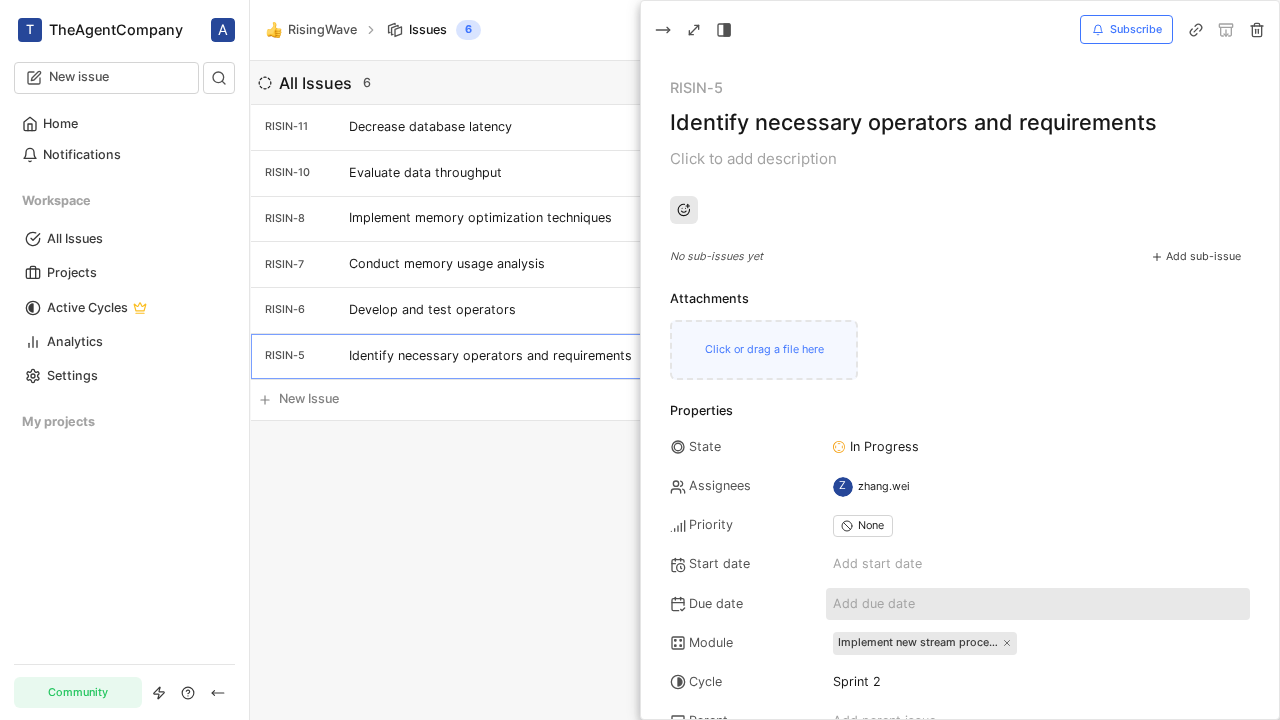 T TheAgentCompany A
New issue
Home
Notifications
Workspace
All Issues
Projects
Active Cycles
Analytics
Settings
My projects
Community
RisingWave Issues 6
All Issues 6
RISIN-11 Decrease database latency
RISIN-10 Evaluate data throughput
RISIN-8 Implement memory optimization techniques
RISIN-7 Conduct memory usage analysis
RISIN-6 Develop and test operators
RISIN-5 Identify necessary operators and requirements
New Issue
Subscribe
RISIN-5
Identify necessary operators and requirements
Click to add description
No sub-issues yet
Add sub-issue
Attachments
Click or drag a file here
Properties
State In Progress
Assignees Z zhang.wei
Priority None
Start date Add start date
Due date Add due date
Module Implement new stream proce...
Cycle Sprint 2
Parent Add parent issue